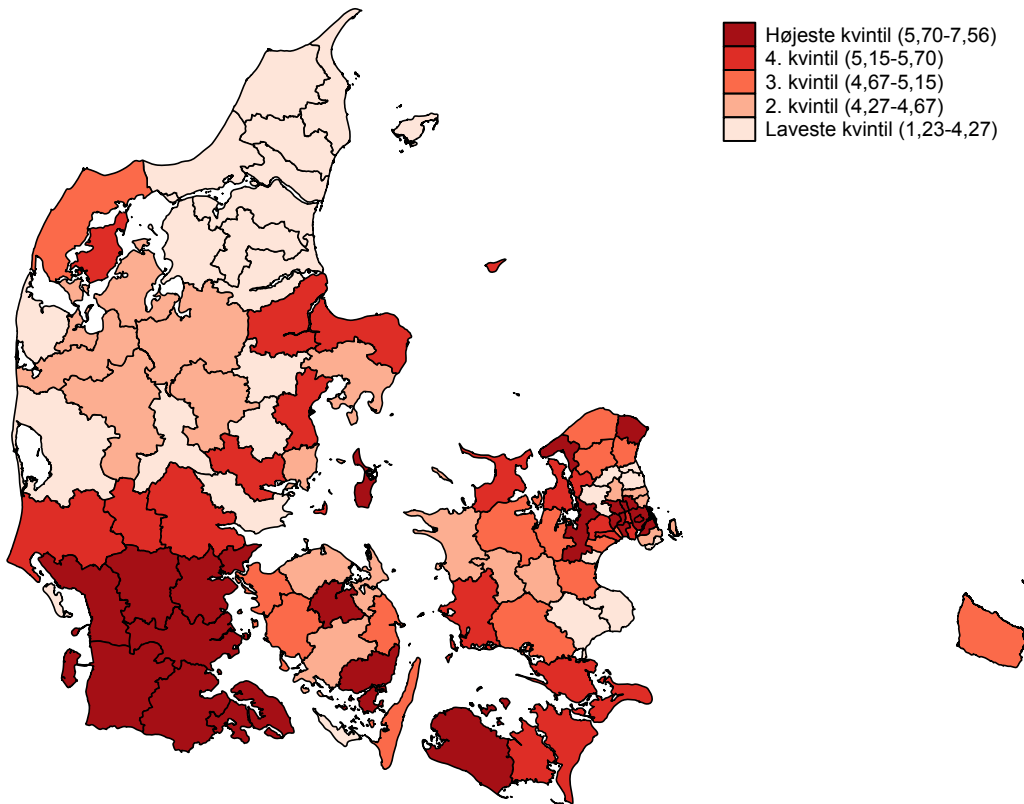 Højeste kvintil (5,70-7,56)
4. kvintil (5,15-5,70)
3. kvintil (4,67-5,15)
2. kvintil (4,27-4,67)
Laveste kvintil (1,23-4,27)